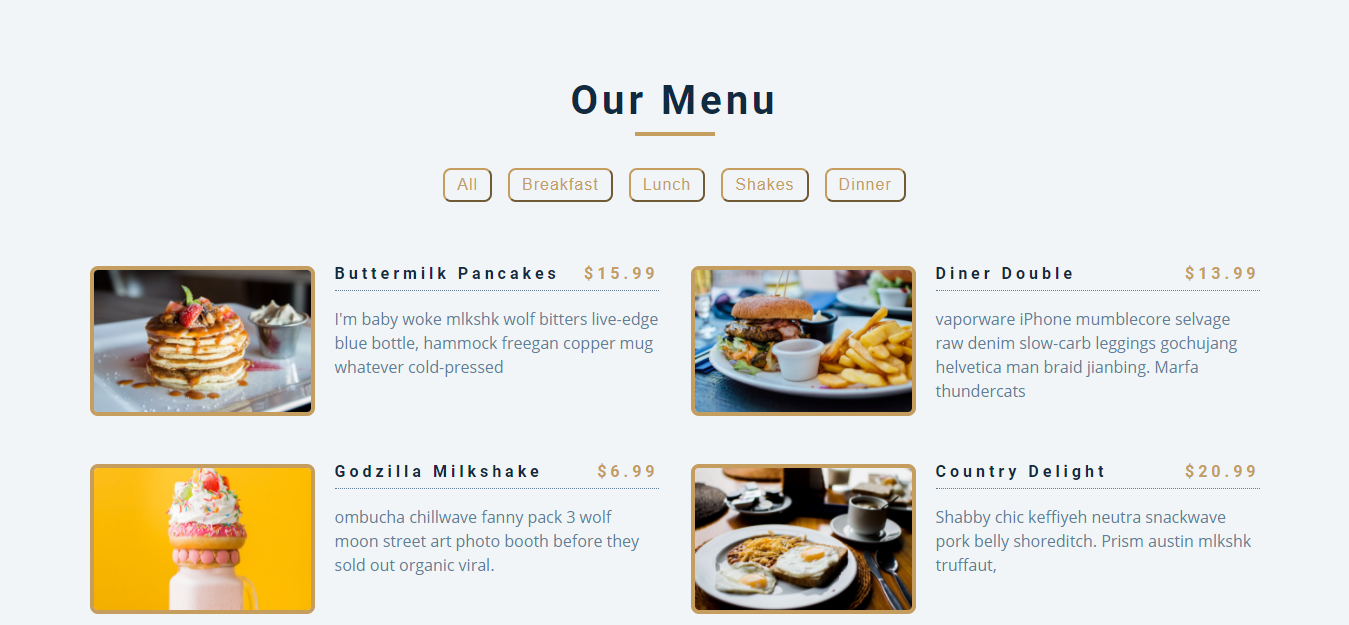 Our Menu
All Breakfast Lunch Shakes Dinner
Buttermilk Pancakes $15.99
I'm baby woke mlkshk wolf bitters live-edge
blue bottle, hammock freegan copper mug
whatever cold-pressed
Diner Double $13.99
vaporware iPhone mumblecore selvage
raw denim slow-carb leggings gochujang
helvetica man braid jianbing. Marfa
thundercats
Godzilla Milkshake $6.99
ombucha chillwave fanny pack 3 wolf
moon street art photo booth before they
sold out organic viral.
Country Delight $20.99
Shabby chic keffiyeh neutra snackwave
pork belly shoreditch. Prism austin mlkshk
truffaut,